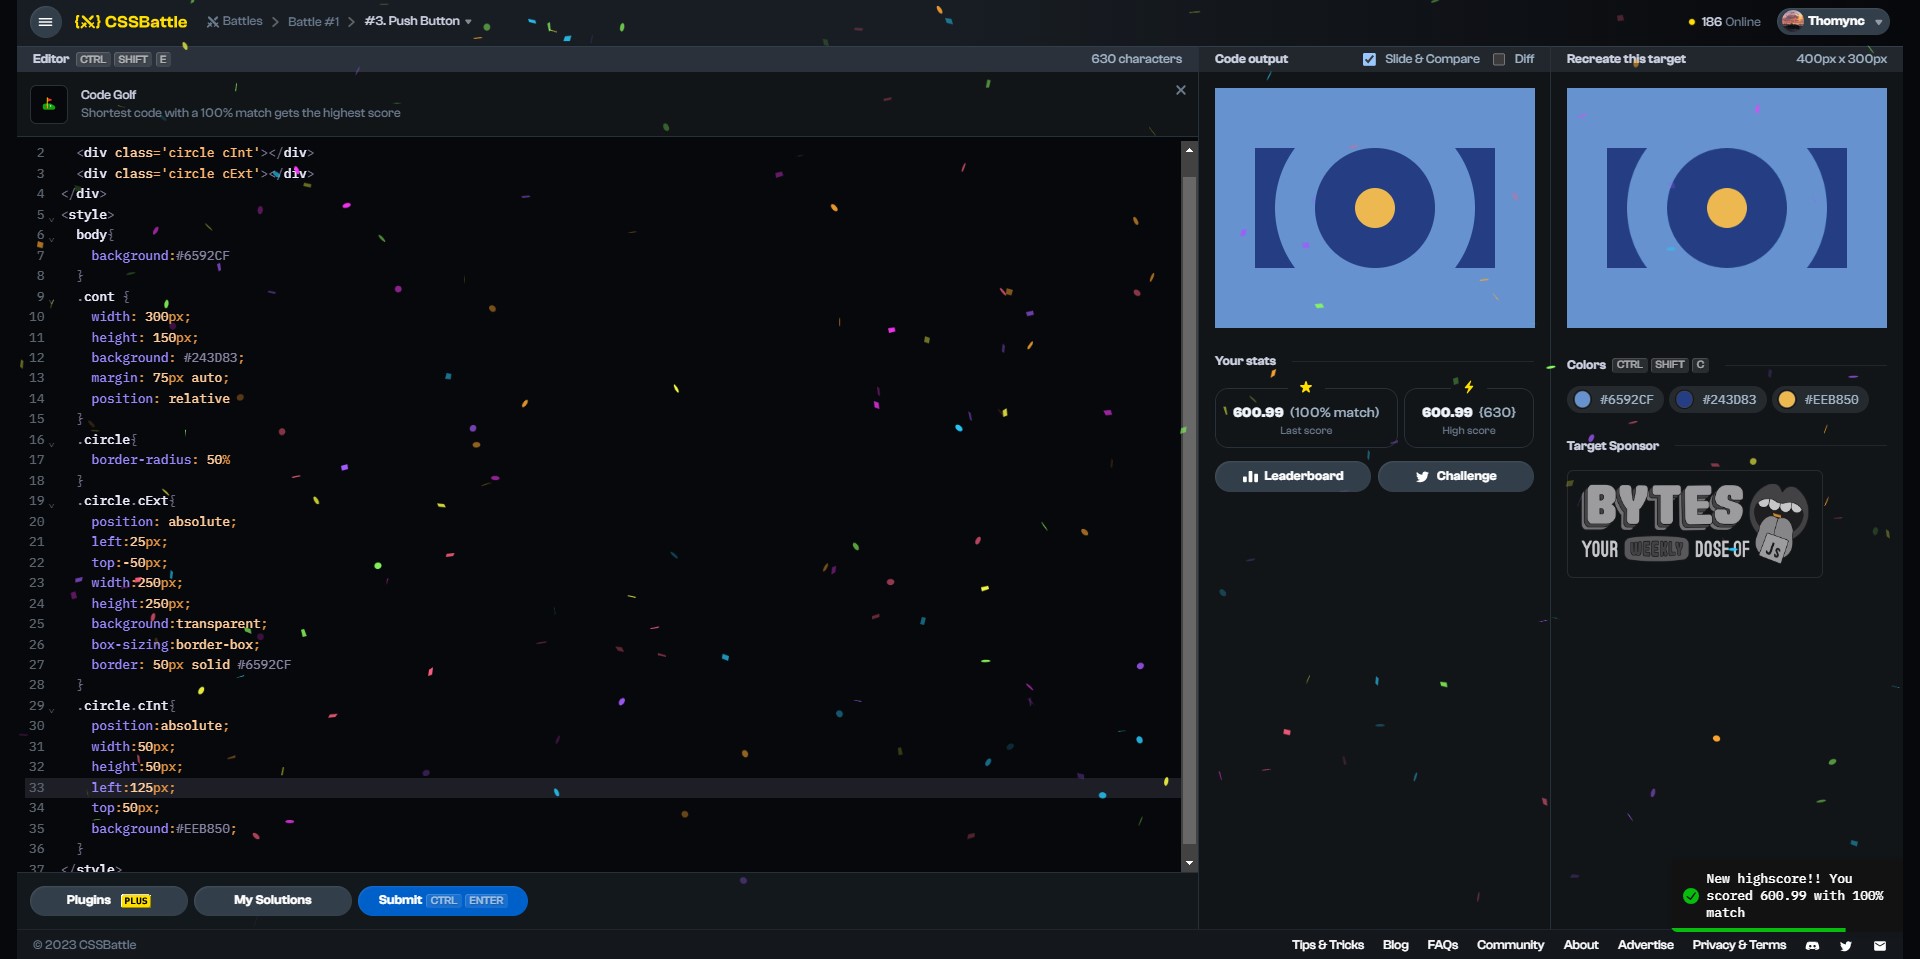 CSSBattle
Battles
Battle #1
#3. Push Button
186 Online
Thomync
Editor CTRL SHIFT E
630 characters
Code output
Slide & Compare
Diff
Recreate this target
400px x 300px
Code Golf
Shortest code with a 100% match gets the highest score
2 <div class='circle cInt'></div>
3 <div class='circle cExt'></div>
4 </div>
5 <style>
6 body{
7 background:#6592CF
8 }
9 .cont {
10 width: 300px;
11 height: 150px;
12 background: #243D83;
13 margin: 75px auto;
14 position: relative
15 }
16 .circle{
17 border-radius: 50%
18 }
19 .circle.cExt{
20 position: absolute;
21 left:25px;
22 top:-50px;
23 width:250px;
24 height:250px;
25 background:transparent;
26 box-sizing:border-box;
27 border: 50px solid #6592CF
28 }
29 .circle.cInt{
30 position:absolute;
31 width:50px;
32 height:50px;
33 left:125px;
34 top:50px;
35 background:#EEB850;
36 }
37 </style>
Your stats
600.99 (100% match)
Last score
600.99 {630}
High score
Leaderboard
Challenge
Colors CTRL SHIFT C
#6592CF
#243D83
#EEB850
Target Sponsor
BYTES
YOUR WEEKLY DOSE OF
JS
Plugins PLUS
My Solutions
Submit CTRL ENTER
New highscore!! You
scored 600.99 with 100%
match
© 2023 CSSBattle
Tips & Tricks
Blog
FAQs
Community
About
Advertise
Privacy & Terms